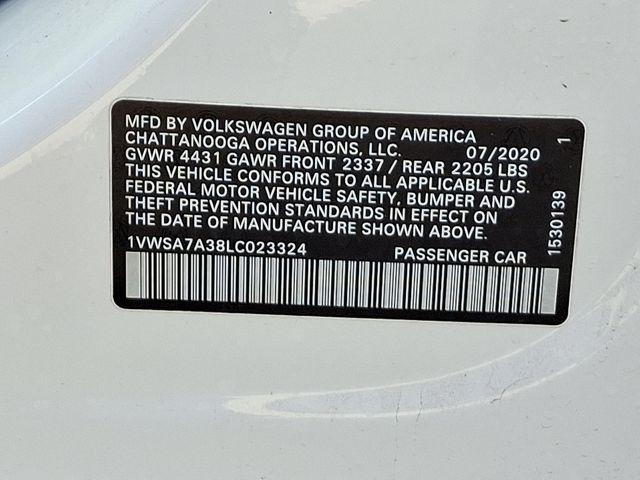 MFD BY VOLKSWAGEN GROUP OF AMERICA
CHATTANOOGA OPERATIONS, LLC. 07/2020
GVWR 4431 GAWR FRONT 2337 / REAR 2205 LBS
THIS VEHICLE CONFORMS TO ALL APPLICABLE U.S.
FEDERAL MOTOR VEHICLE SAFETY, BUMPER AND
THEFT PREVENTION STANDARDS IN EFFECT ON
THE DATE OF MANUFACTURE SHOWN ABOVE.
1VWSA7A38LC023324 PASSENGER CAR
1530139 1